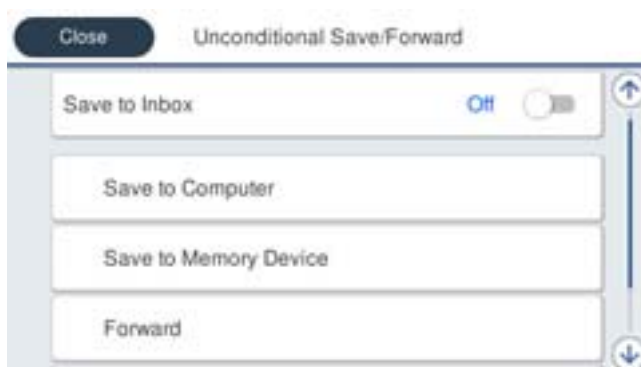 Close Unconditional Save/Forward
Save to Inbox Off
Save to Computer
Save to Memory Device
Forward